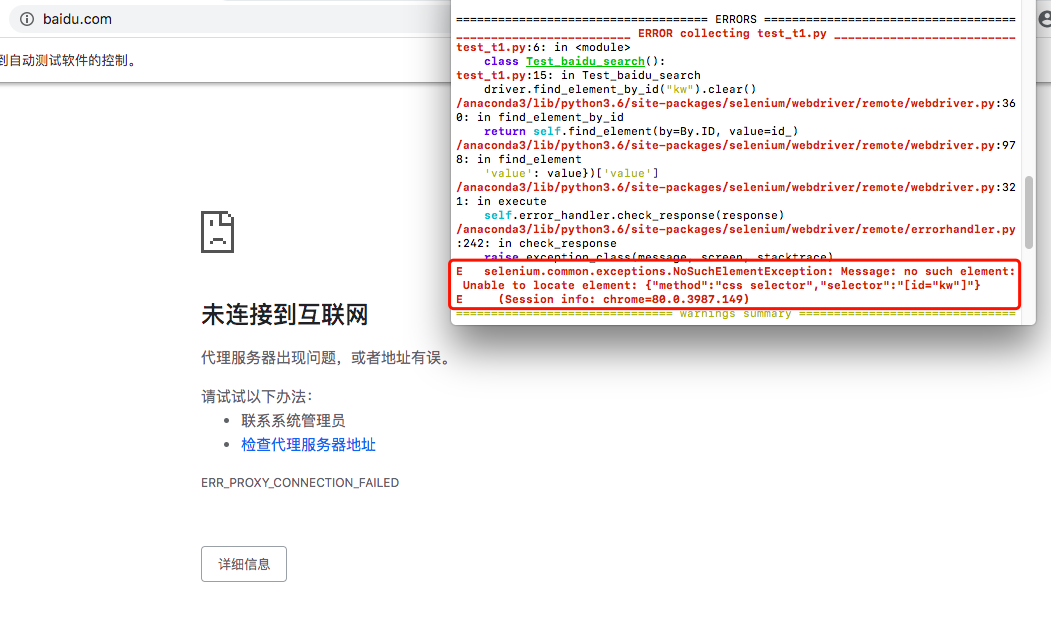 baidu.com
到自动测试软件的控制。
==================================== ERRORS ====================================
_________________________ ERROR collecting test_t1.py __________________________
test_t1.py:6: in <module>
    class Test_baidu_search():
test_t1.py:15: in Test_baidu_search
    driver.find_element_by_id("kw").clear()
/anaconda3/lib/python3.6/site-packages/selenium/webdriver/remote/webdriver.py:36
0: in find_element_by_id
    return self.find_element(by=By.ID, value=id_)
/anaconda3/lib/python3.6/site-packages/selenium/webdriver/remote/webdriver.py:97
8: in find_element
    'value': value})['value']
/anaconda3/lib/python3.6/site-packages/selenium/webdriver/remote/webdriver.py:32
1: in execute
    self.error_handler.check_response(response)
/anaconda3/lib/python3.6/site-packages/selenium/webdriver/remote/errorhandler.py
:242: in check_response
    raise exception_class(message, screen, stacktrace)
E   selenium.common.exceptions.NoSuchElementException: Message: no such element:
 Unable to locate element: {"method":"css selector","selector":"[id="kw"]"}
E     (Session info: chrome=80.0.3987.149)
=============================== warnings summary ===============================
未连接到互联网
代理服务器出现问题，或者地址有误。
请试试以下办法：
• 联系系统管理员
• 检查代理服务器地址
ERR_PROXY_CONNECTION_FAILED
详细信息